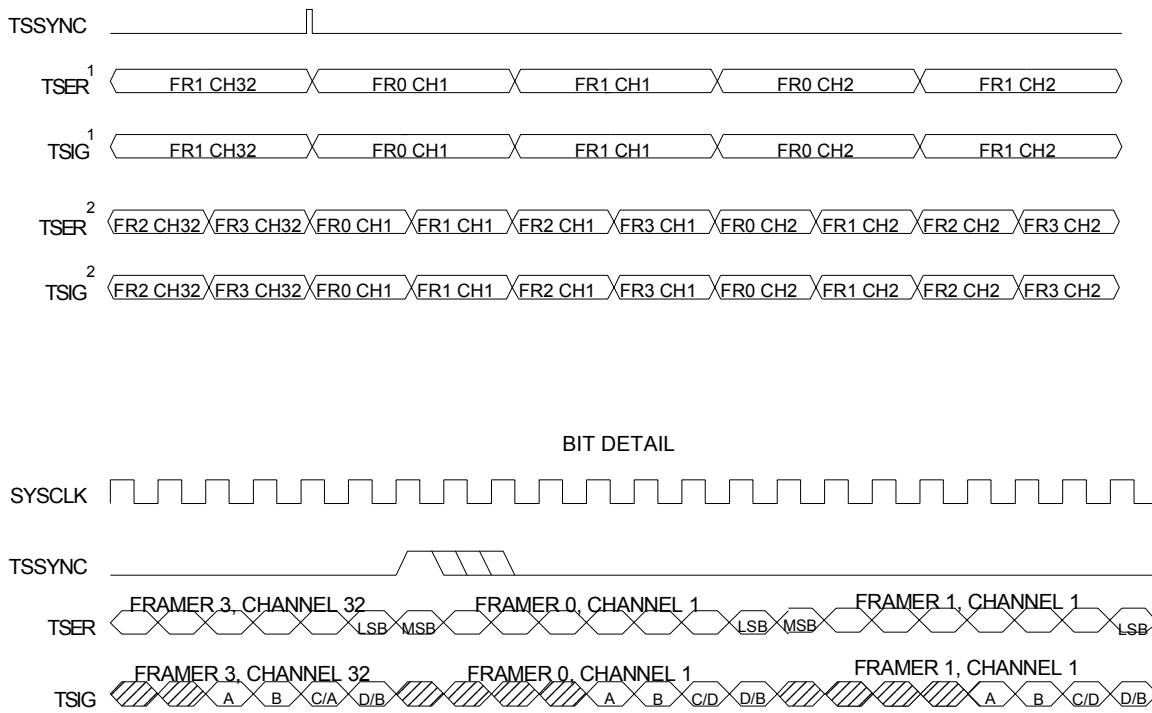 TSSYNC
TSER1 FR1 CH32 FR0 CH1 FR1 CH1 FR0 CH2 FR1 CH2
TSIG1 FR1 CH32 FR0 CH1 FR1 CH1 FR0 CH2 FR1 CH2
TSER2 FR2 CH32 FR3 CH32 FR0 CH1 FR1 CH1 FR2 CH1 FR3 CH1 FR0 CH2 FR1 CH2 FR2 CH2 FR3 CH2
TSIG2 FR2 CH32 FR3 CH32 FR0 CH1 FR1 CH1 FR2 CH1 FR3 CH1 FR0 CH2 FR1 CH2 FR2 CH2 FR3 CH2
BIT DETAIL
SYSCLK
TSSYNC
FRAMER 3, CHANNEL 32 FRAMER 0, CHANNEL 1 FRAMER 1, CHANNEL 1
TSER LSB MSB LSB MSB LSB
FRAMER 3, CHANNEL 32 FRAMER 0, CHANNEL 1 FRAMER 1, CHANNEL 1
TSIG A B C/A D/B A B C/D D/B A B C/D D/B